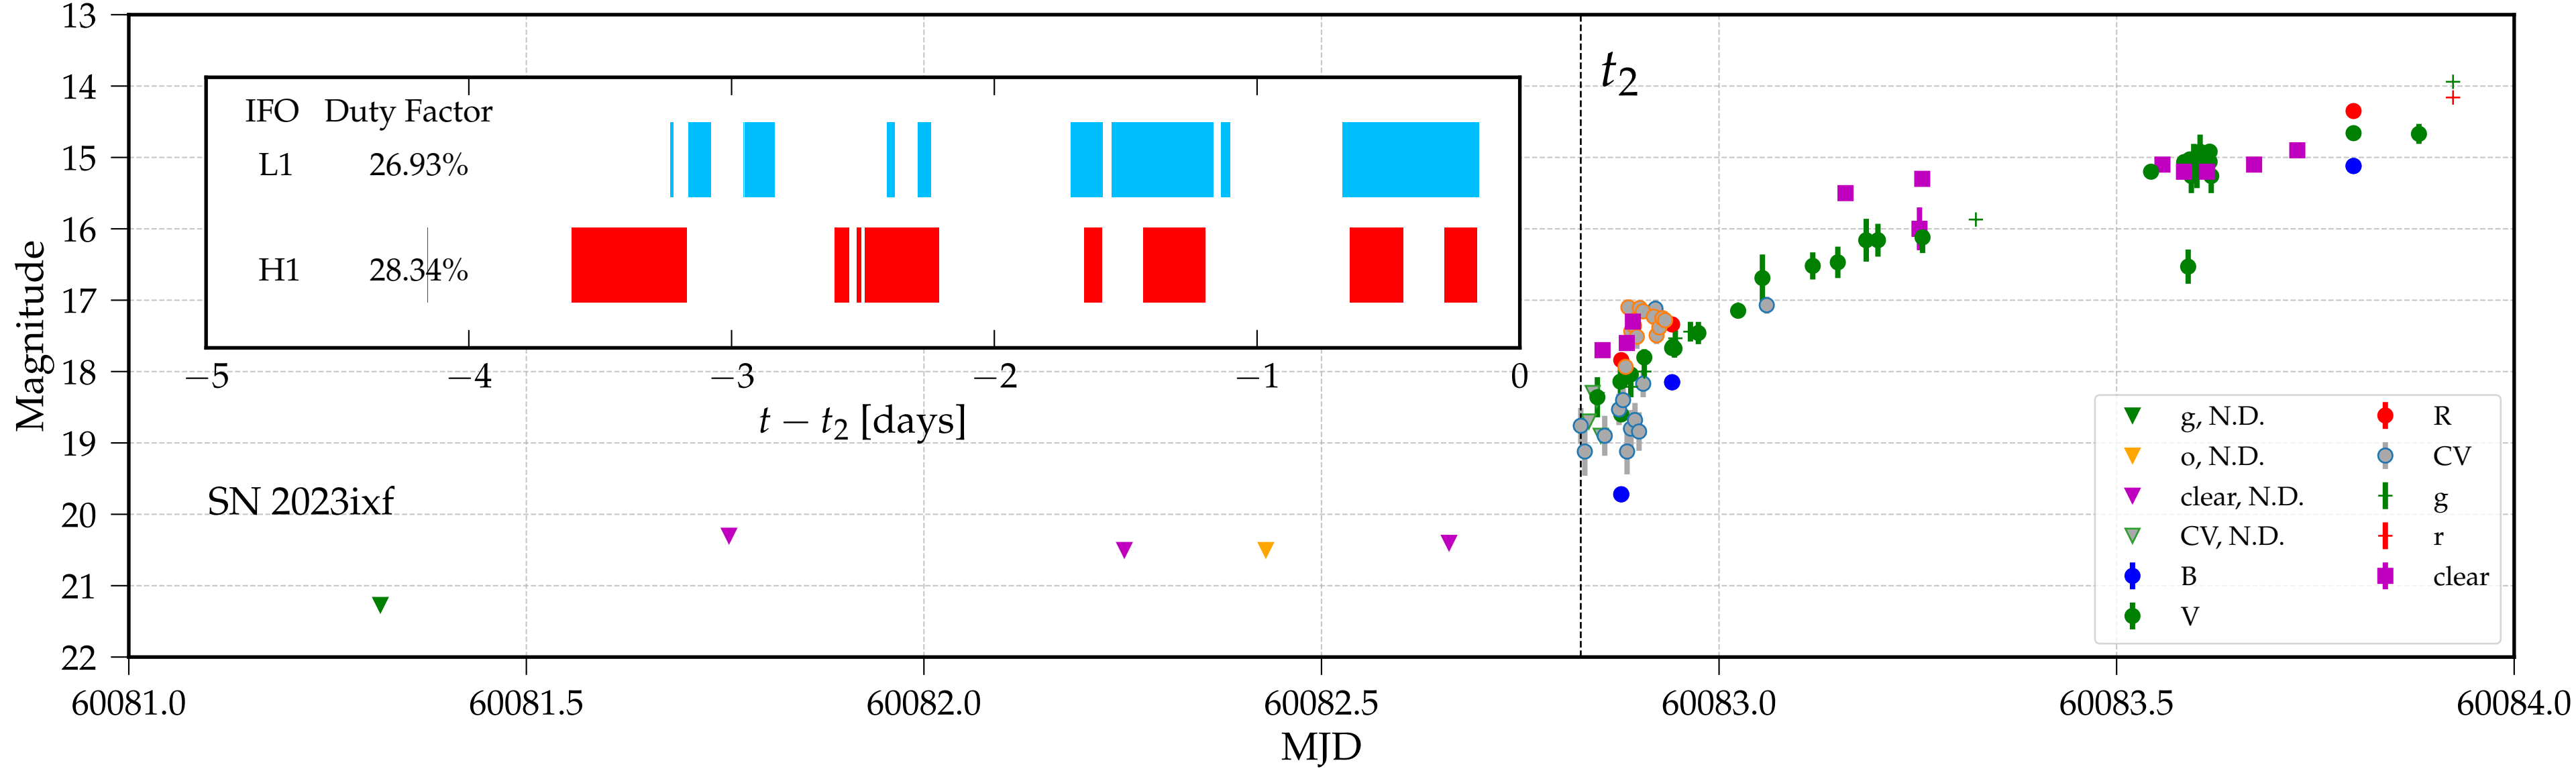 13
14
15
16
17
18
19
20
21
22
Magnitude
IFO Duty Factor
L1 26.93%
H1 28.34%
−5 −4 −3 −2 −1 0
t − t₂ [days]
t₂
SN 2023ixf
g, N.D.
o, N.D.
clear, N.D.
CV, N.D.
B
V
R
CV
g
r
clear
60081.0 60081.5 60082.0 60082.5 60083.0 60083.5 60084.0
MJD